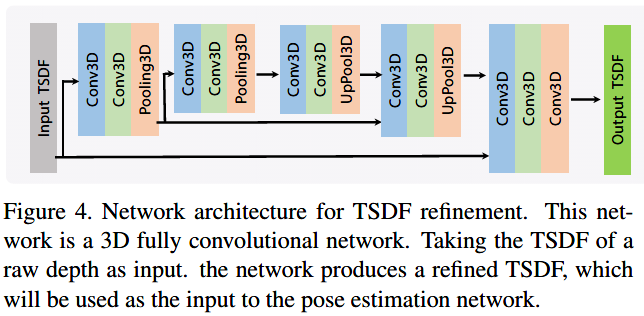 Input TSDF
Conv3D
Conv3D
Pooling3D
Conv3D
Conv3D
Pooling3D
Conv3D
Conv3D
UpPool3D
Conv3D
Conv3D
UpPool3D
Conv3D
Conv3D
Conv3D
Output TSDF
Figure 4. Network architecture for TSDF refinement. This net-
work is a 3D fully convolutional network. Taking the TSDF of a
raw depth as input. the network produces a refined TSDF, which
will be used as the input to the pose estimation network.